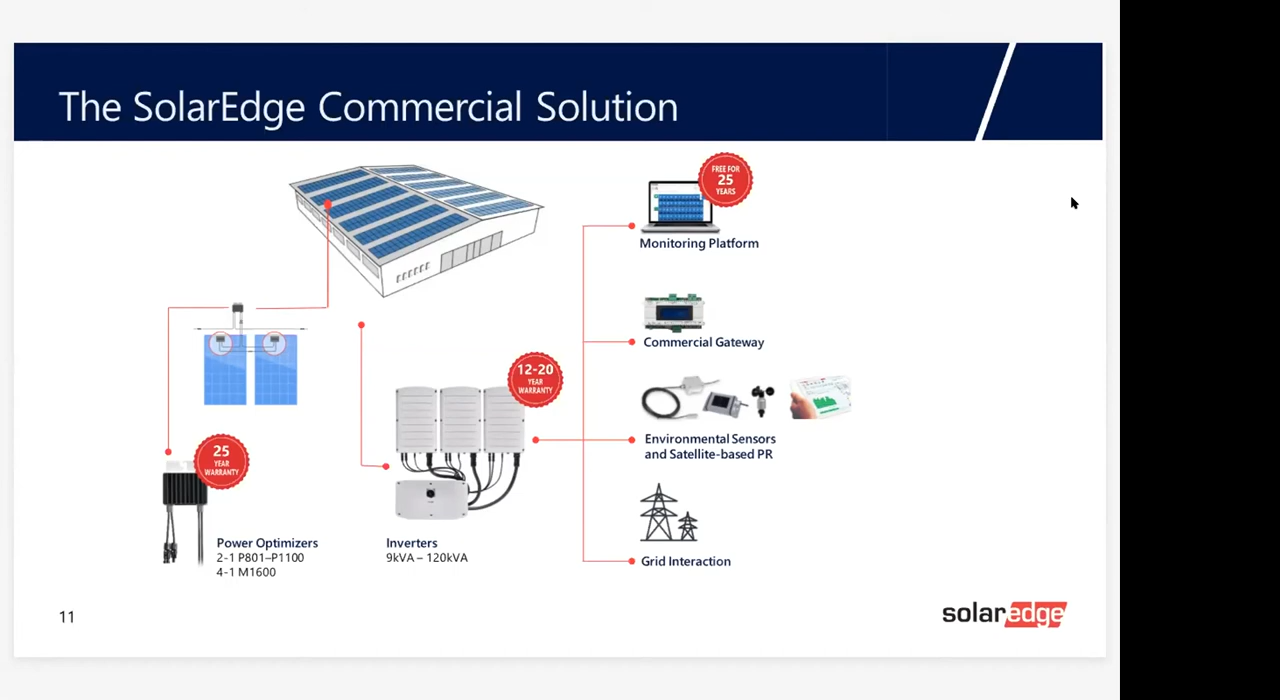 The SolarEdge Commercial Solution
FREE FOR
25
YEARS
Monitoring Platform
Commercial Gateway
12-20
YEAR
WARRANTY
Environmental Sensors
and Satellite-based PR
25
YEAR
WARRANTY
Power Optimizers
2-1 P801–P1100
4-1 M1600
Inverters
9kVA – 120kVA
Grid Interaction
11
solaredge